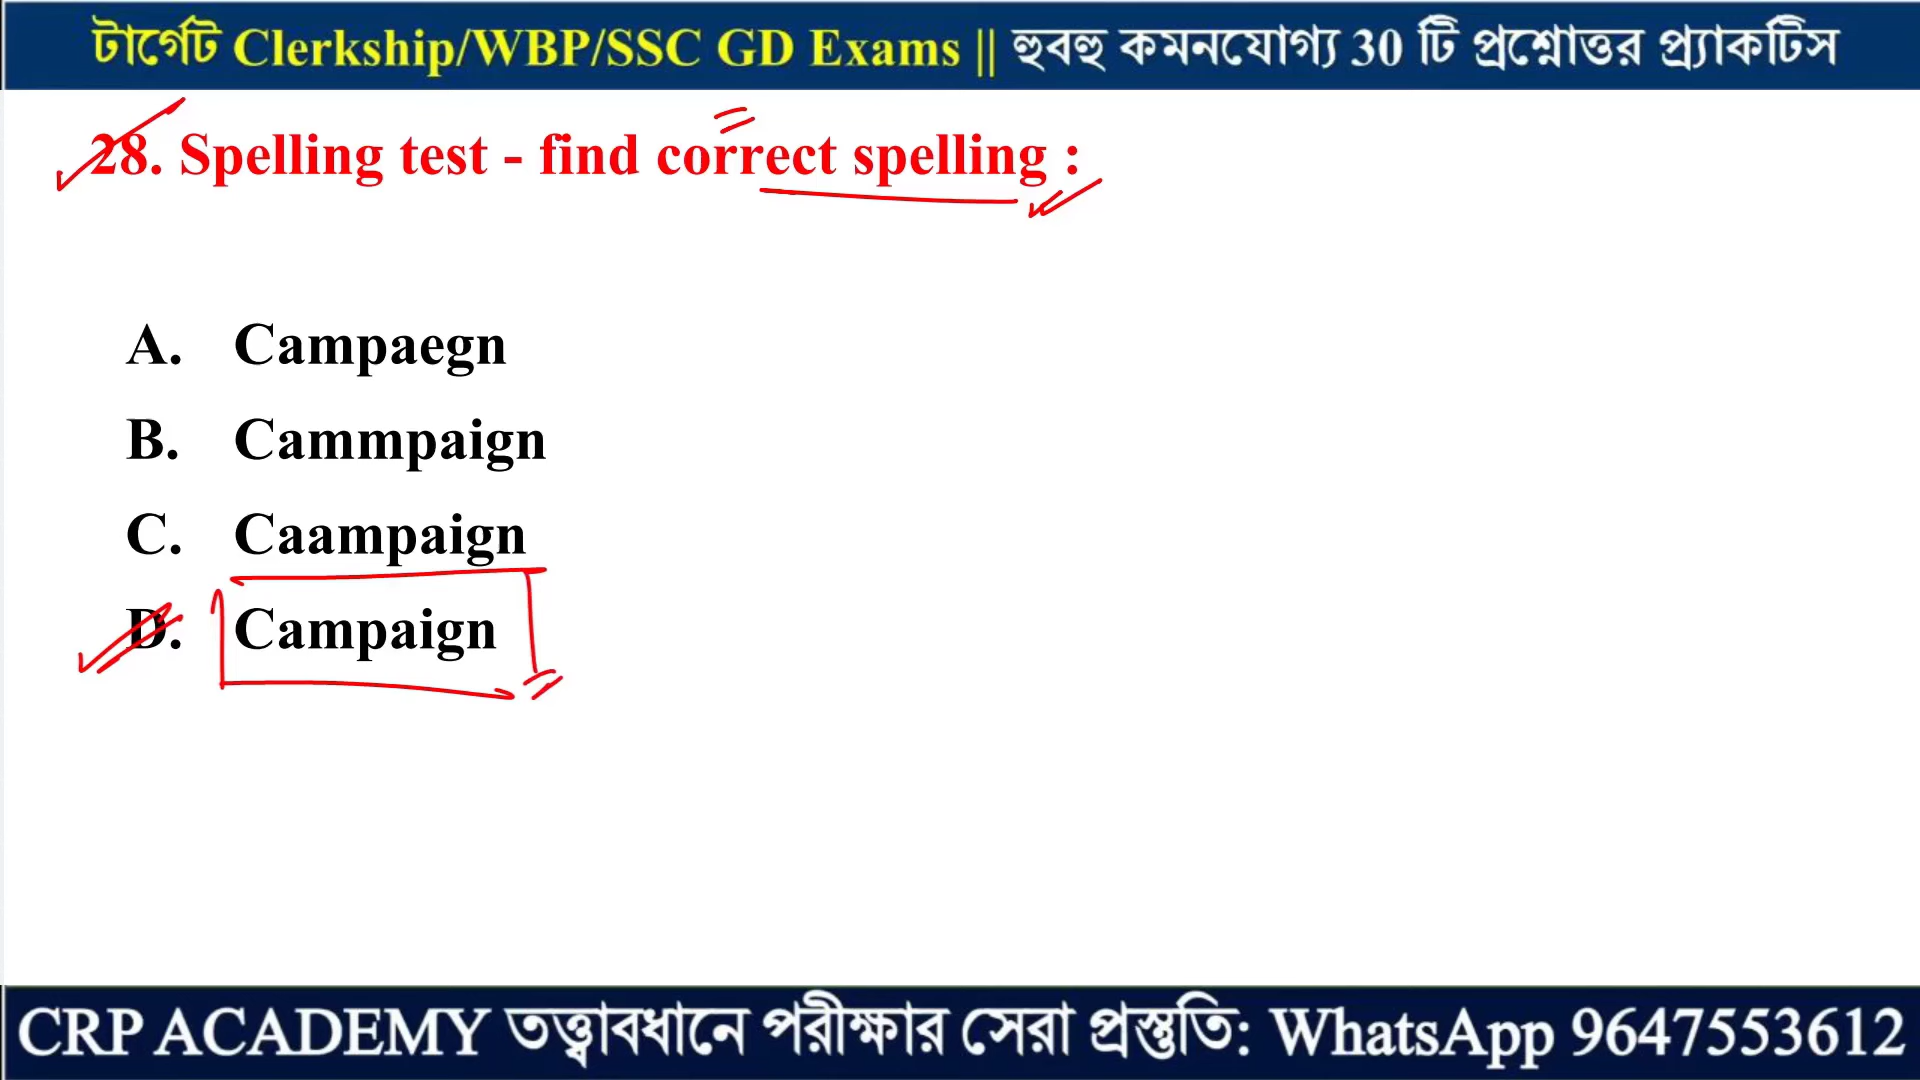 টার্গেট Clerkship/WBP/SSC GD Exams || হুবহু কমনযোগ্য 30 টি প্রশ্নোত্তর প্র্যাকটিস
28. Spelling test - find correct spelling :
A. Campaegn
B. Cammpaign
C. Caampaign
D. Campaign
CRP ACADEMY তত্ত্বাবধানে পরীক্ষার সেরা প্রস্তুতি: WhatsApp 9647553612